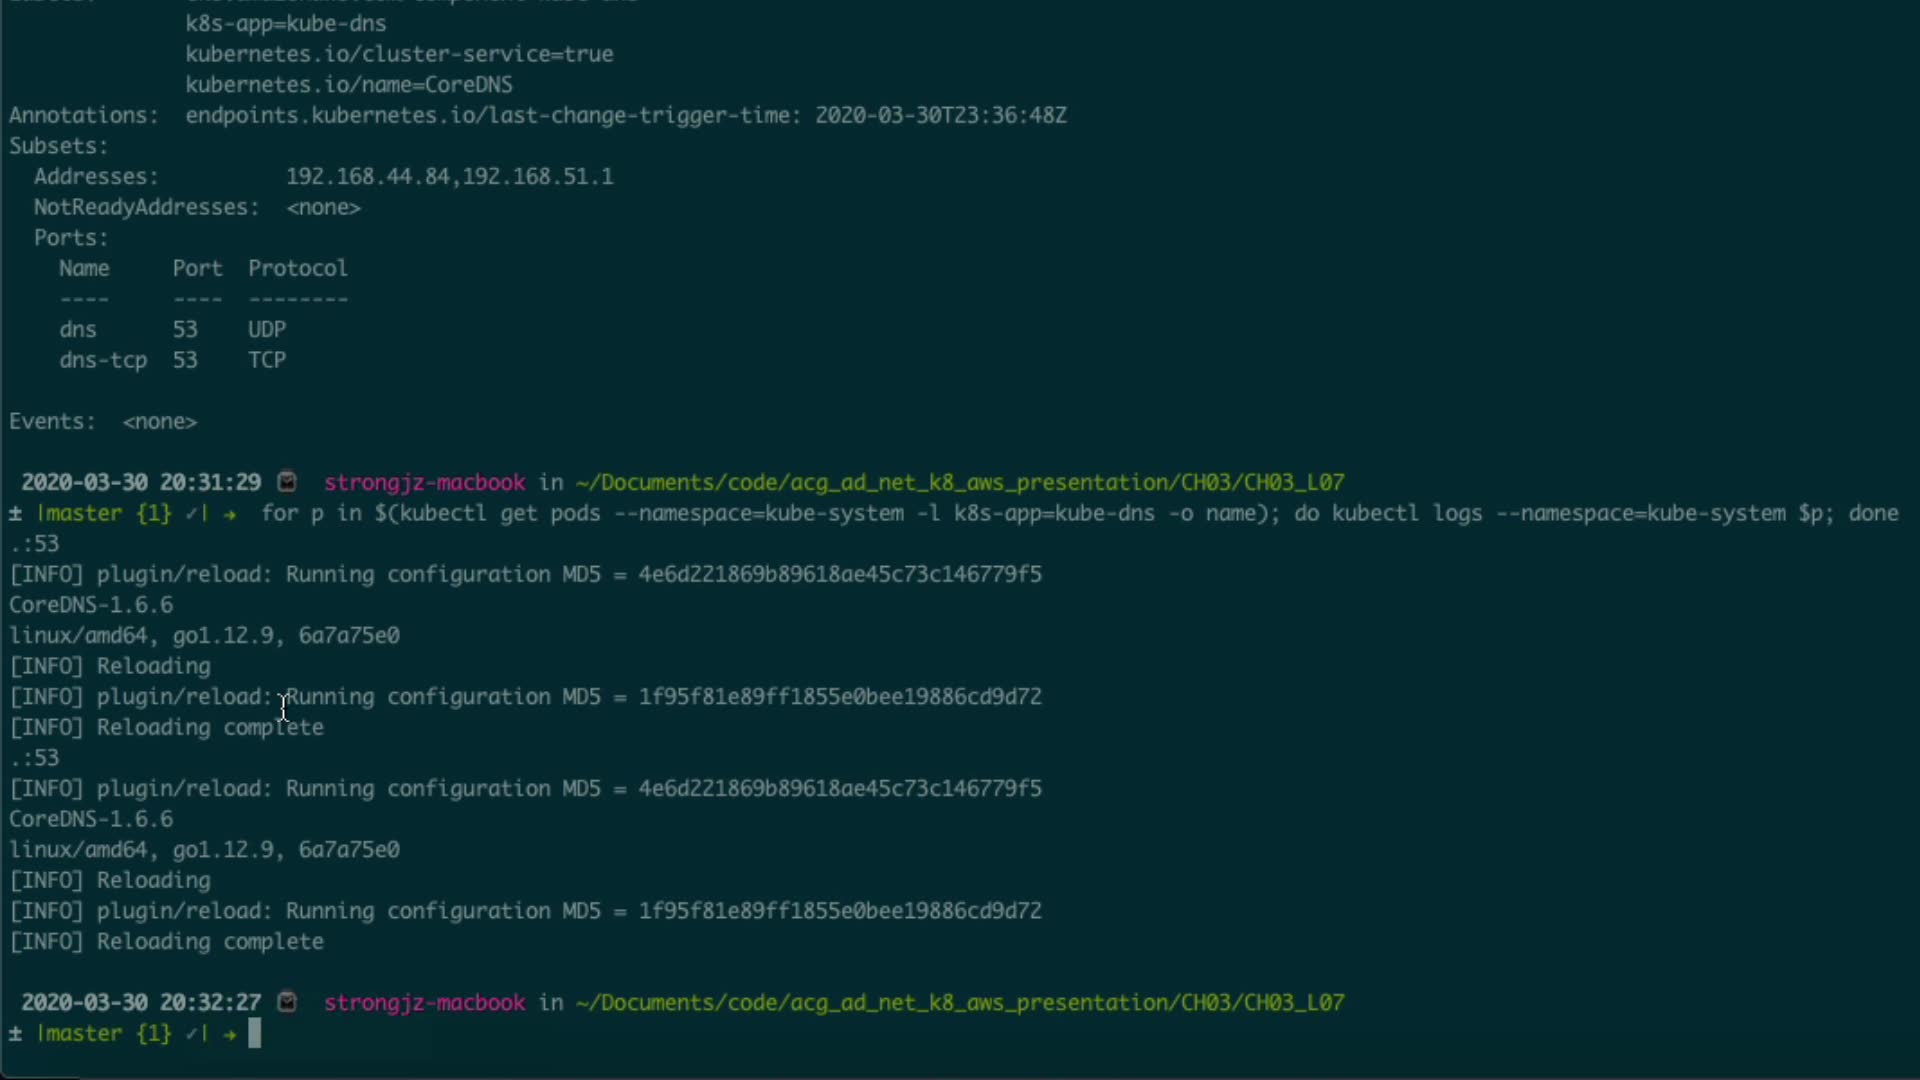 k8s-app=kube-dns
kubernetes.io/cluster-service=true
kubernetes.io/name=CoreDNS
Annotations:  endpoints.kubernetes.io/last-change-trigger-time: 2020-03-30T23:36:48Z
Subsets:
  Addresses:          192.168.44.84,192.168.51.1
  NotReadyAddresses:  <none>
  Ports:
    Name     Port  Protocol
    ----     ----  --------
    dns      53    UDP
    dns-tcp  53    TCP
Events:  <none>
2020-03-30 20:31:29 strongjz-macbook in ~/Documents/code/acg_ad_net_k8_aws_presentation/CH03/CH03_L07
± |master {1} ✓| → for p in $(kubectl get pods --namespace=kube-system -l k8s-app=kube-dns -o name); do kubectl logs --namespace=kube-system $p; done
.:53
[INFO] plugin/reload: Running configuration MD5 = 4e6d221869b89618ae45c73c146779f5
CoreDNS-1.6.6
linux/amd64, go1.12.9, 6a7a75e0
[INFO] Reloading
[INFO] plugin/reload: Running configuration MD5 = 1f95f81e89ff1855e0bee19886cd9d72
[INFO] Reloading complete
.:53
[INFO] plugin/reload: Running configuration MD5 = 4e6d221869b89618ae45c73c146779f5
CoreDNS-1.6.6
linux/amd64, go1.12.9, 6a7a75e0
[INFO] Reloading
[INFO] plugin/reload: Running configuration MD5 = 1f95f81e89ff1855e0bee19886cd9d72
[INFO] Reloading complete
2020-03-30 20:32:27 strongjz-macbook in ~/Documents/code/acg_ad_net_k8_aws_presentation/CH03/CH03_L07
± |master {1} ✓| →